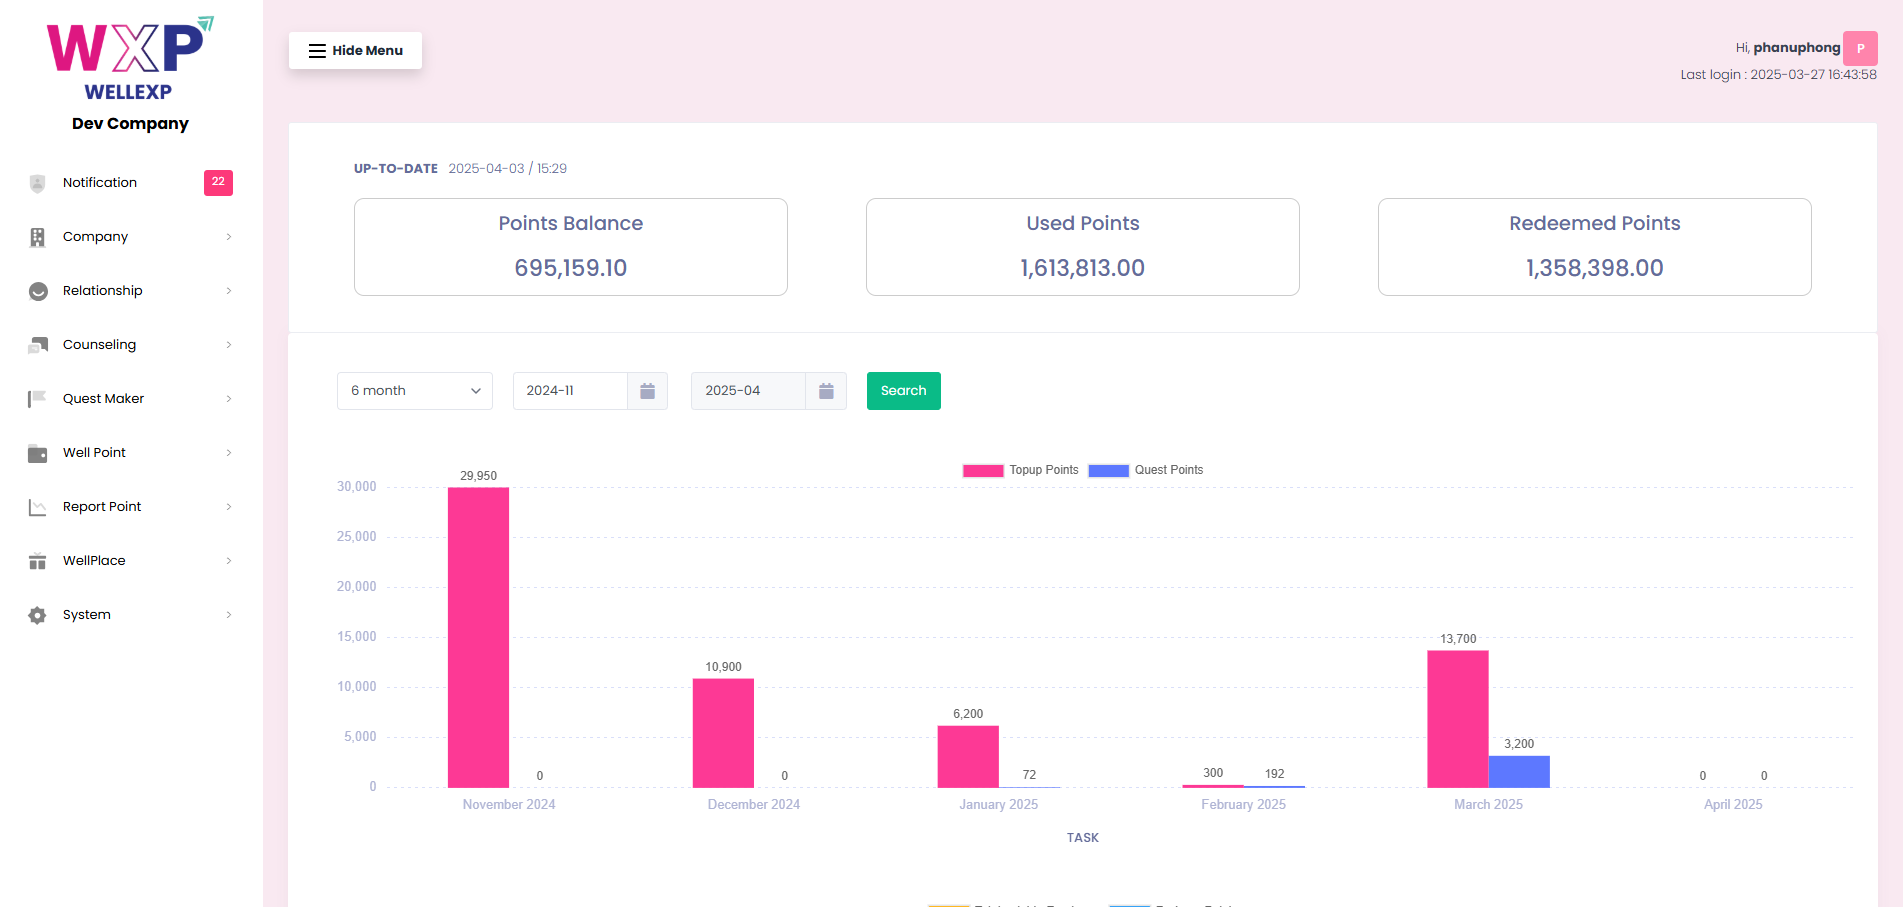 WXP
WELLEXP
Dev Company
Notification 22
Company
Relationship
Counseling
Quest Maker
Well Point
Report Point
WellPlace
System
Hide Menu
Hi, phanuphong P
Last login : 2025-03-27 16:43:58
UP-TO-DATE 2025-04-03 / 15:29
Points Balance
695,159.10
Used Points
1,613,813.00
Redeemed Points
1,358,398.00
6 month 2024-11 2025-04 Search
Topup Points Quest Points
30,000
25,000
20,000
15,000
10,000
5,000
0
29,950 0
10,900 0
6,200 72
300 192
13,700 3,200
0 0
November 2024 December 2024 January 2025 February 2025 March 2025 April 2025
TASK